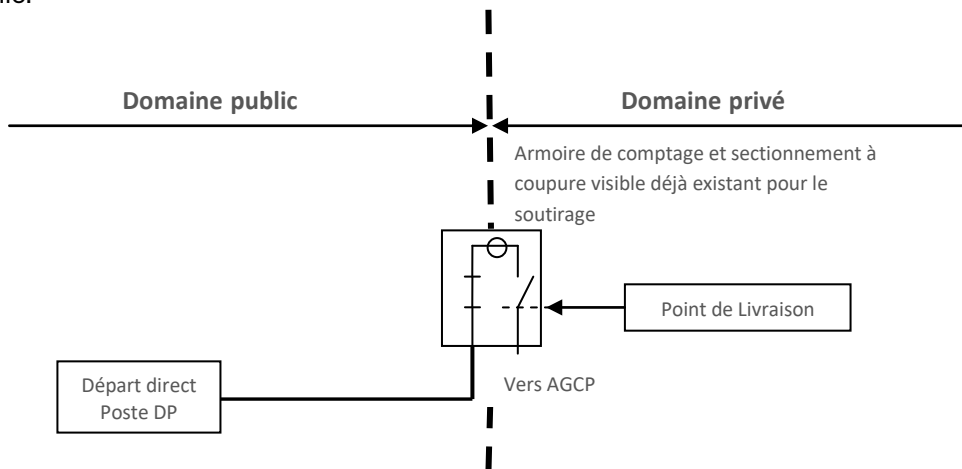 Domaine public
Domaine privé
Armoire de comptage et sectionnement à
coupure visible déjà existant pour le
soutirage
Point de Livraison
Départ direct
Poste DP
Vers AGCP